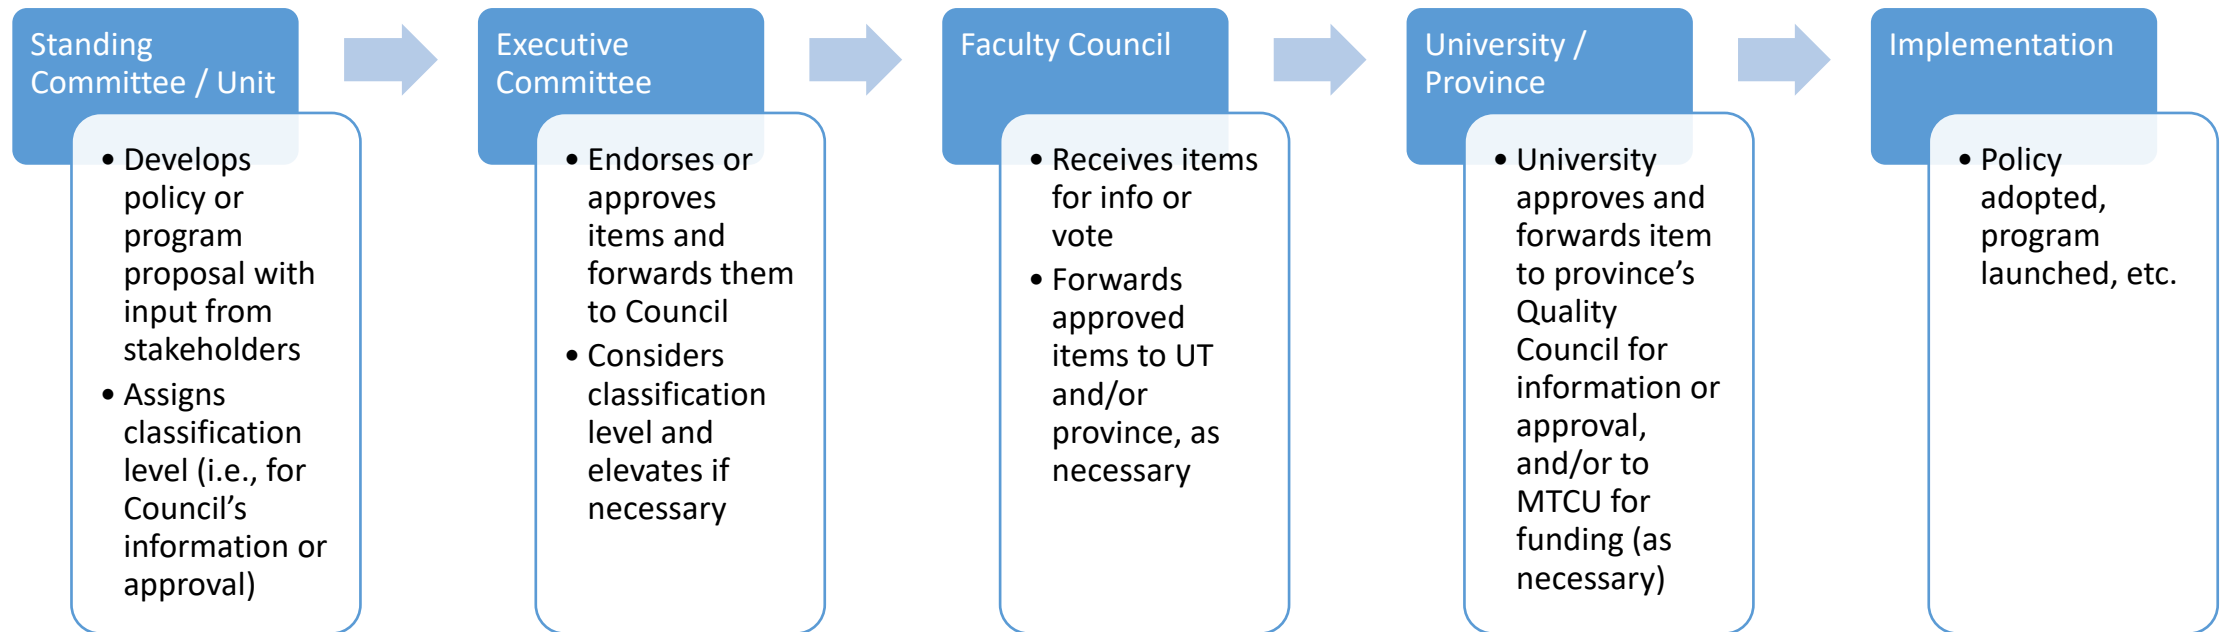 Standing
Committee / Unit
• Develops
policy or
program
proposal with
input from
stakeholders
• Assigns
classification
level (i.e., for
Council’s
information or
approval)
Executive
Committee
• Endorses or
approves
items and
forwards them
to Council
• Considers
classification
level and
elevates if
necessary
Faculty Council
• Receives items
for info or
vote
• Forwards
approved
items to UT
and/or
province, as
necessary
University /
Province
• University
approves and
forwards item
to province’s
Quality
Council for
information or
approval,
and/or to
MTCU for
funding (as
necessary)
Implementation
• Policy
adopted,
program
launched, etc.